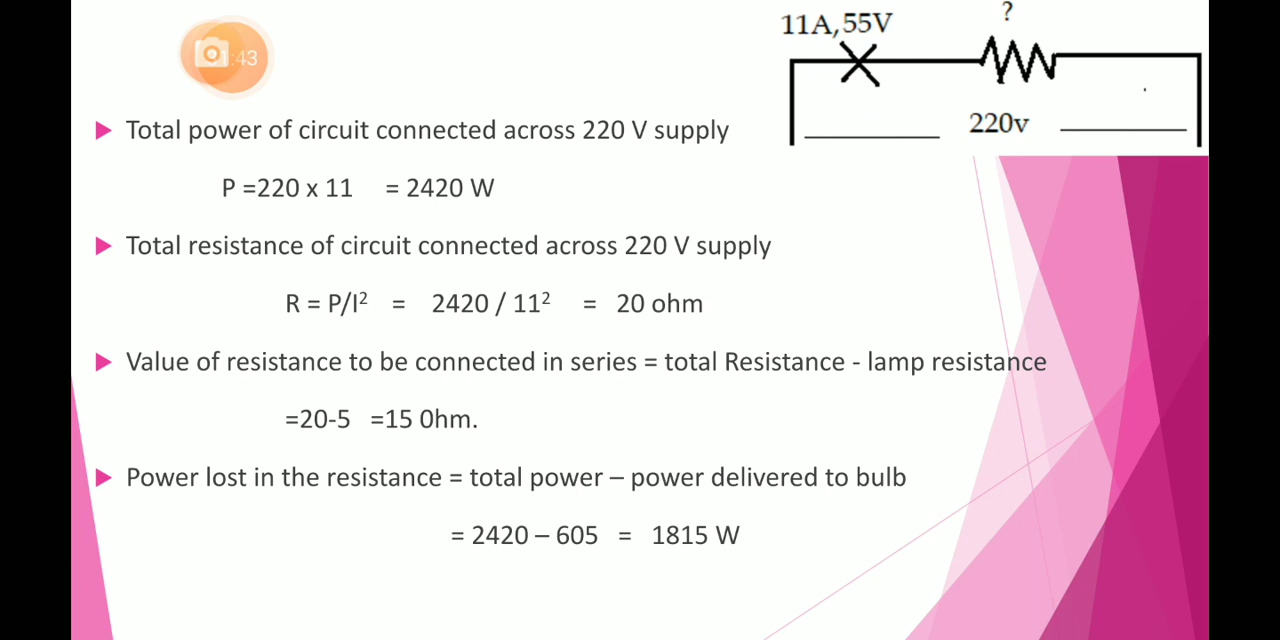 11A,55V
?
220v
:43
Total power of circuit connected across 220 V supply
P =220 x 11 = 2420 W
Total resistance of circuit connected across 220 V supply
R = P/I² = 2420 / 11² = 20 ohm
Value of resistance to be connected in series = total Resistance - lamp resistance
=20-5 =15 Ohm.
Power lost in the resistance = total power – power delivered to bulb
= 2420 – 605 = 1815 W